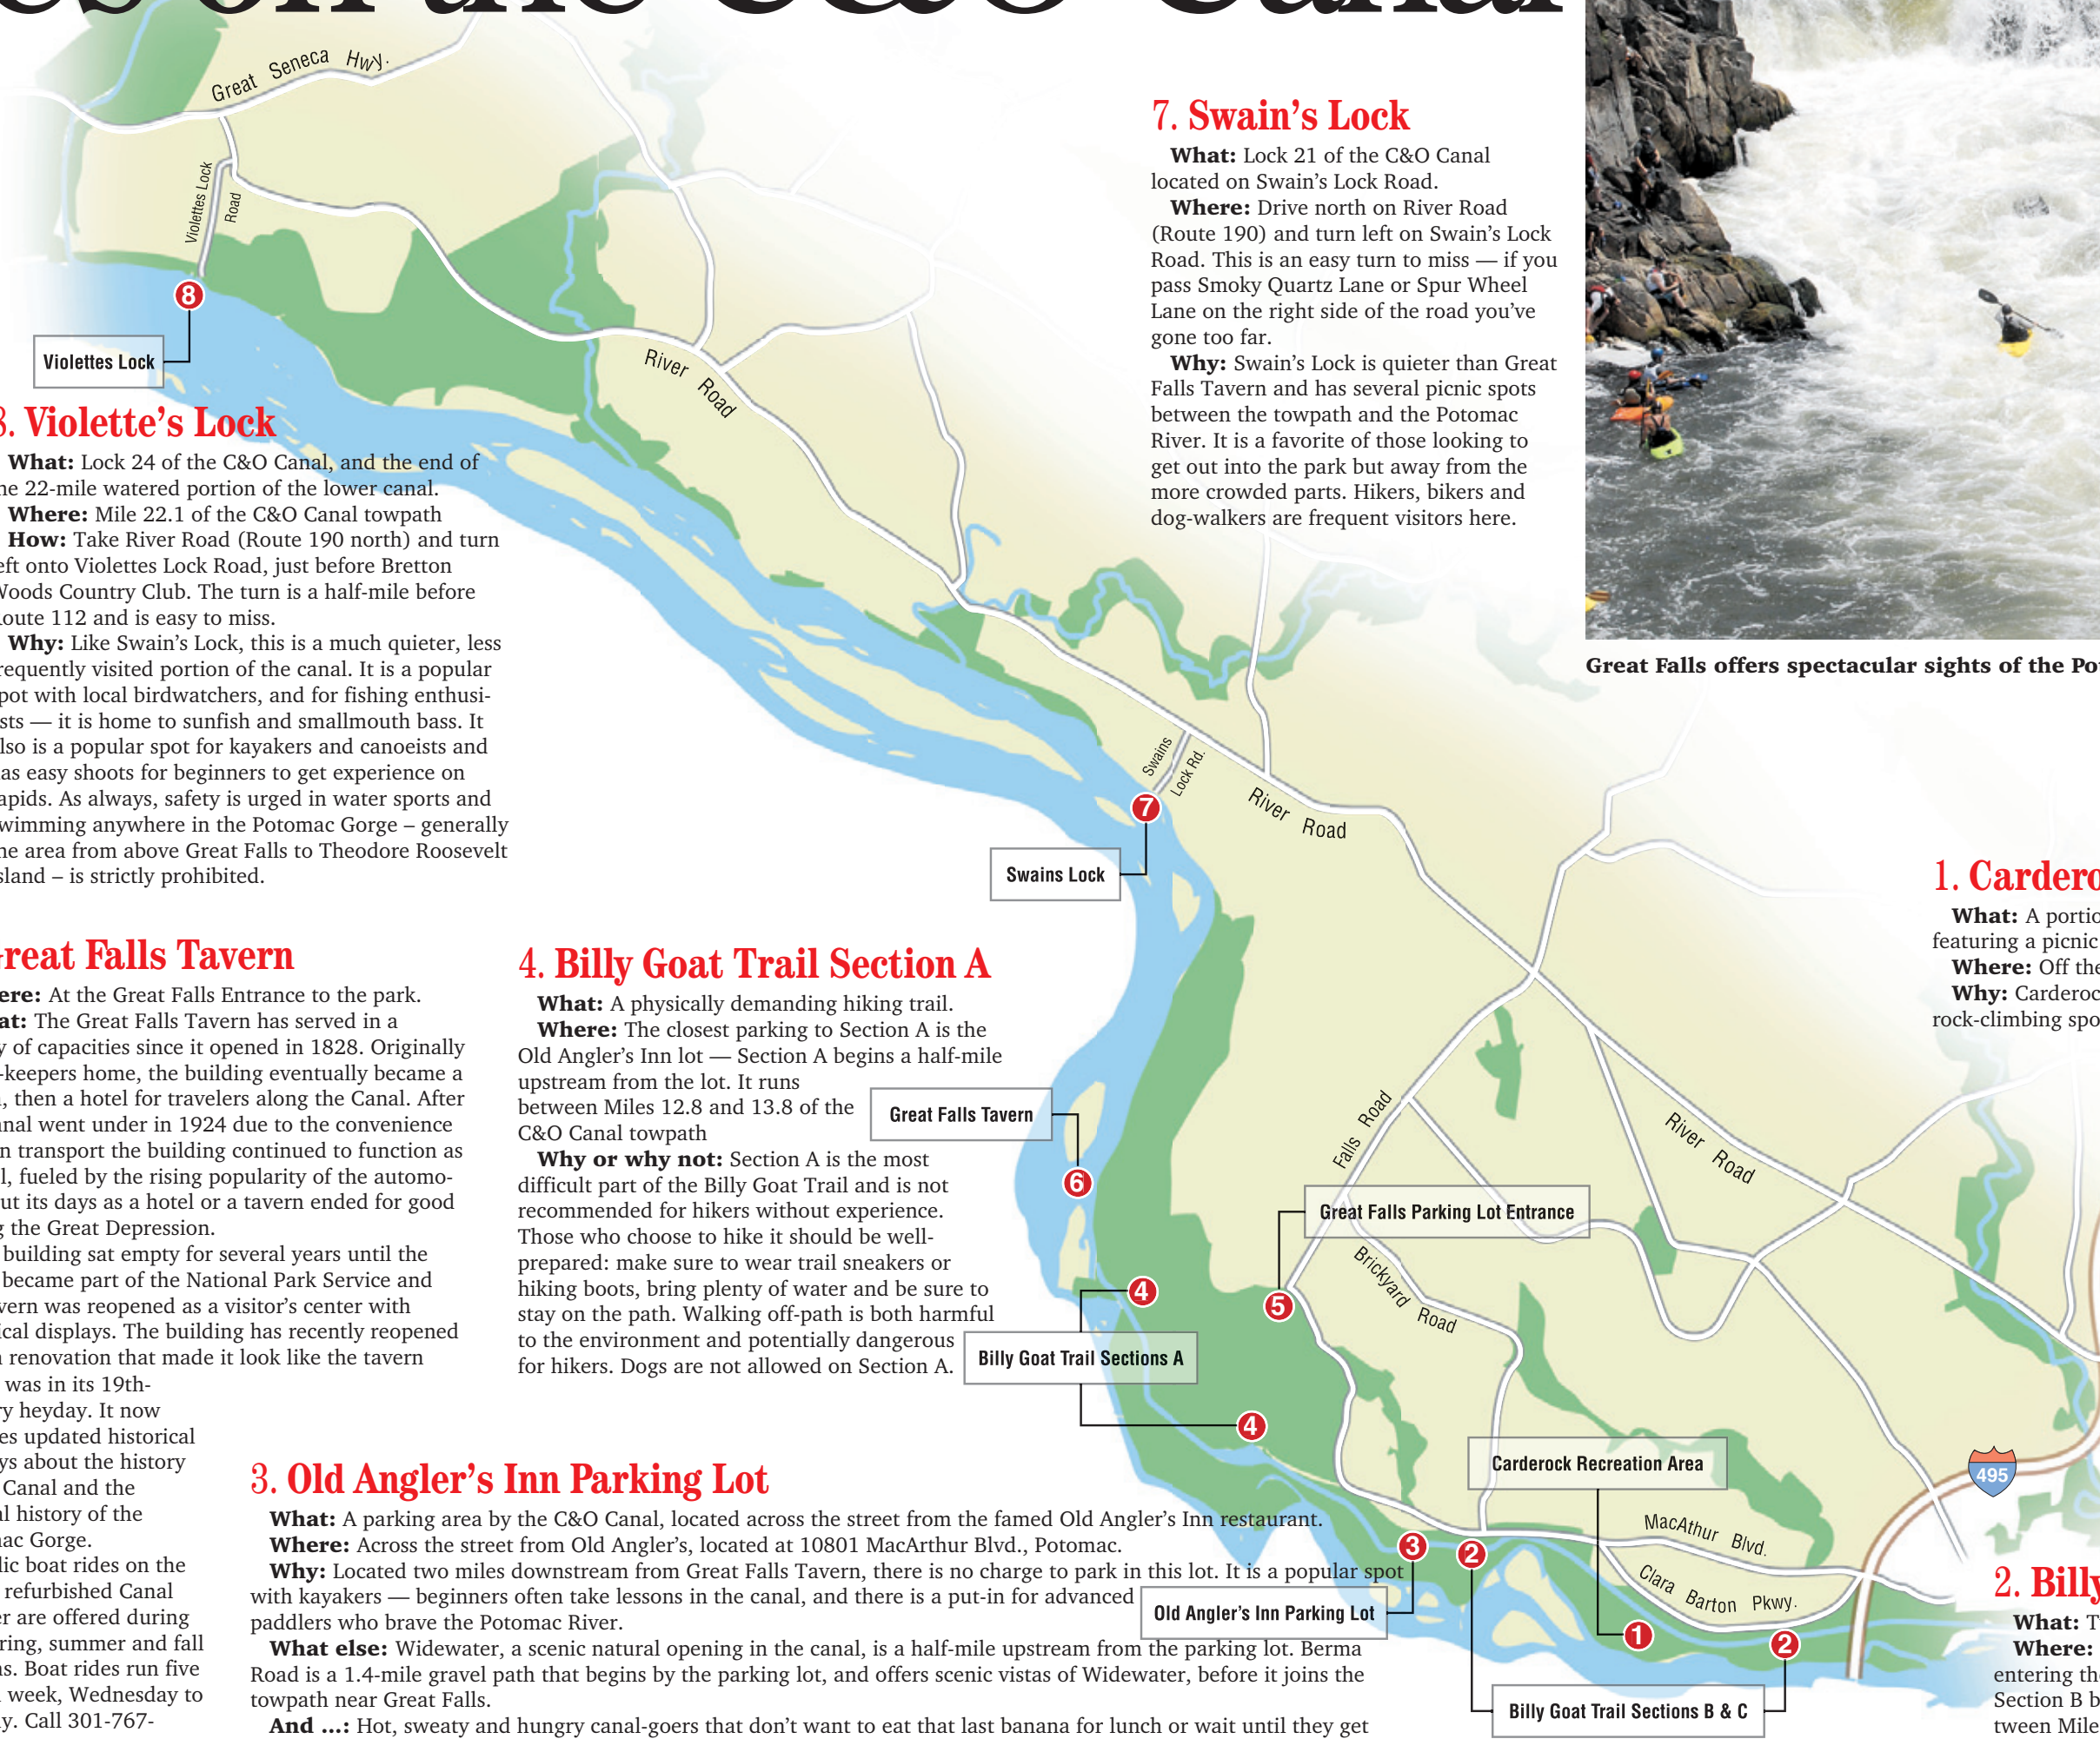 on the C&O Canal
Great Seneca Hwy.
Violettes Lock
Road
8
Violettes Lock
River Road
7. Swain’s Lock
What: Lock 21 of the C&O Canal
located on Swain’s Lock Road.
Where: Drive north on River Road
(Route 190) and turn left on Swain’s Lock
Road. This is an easy turn to miss — if you
pass Smoky Quartz Lane or Spur Wheel
Lane on the right side of the road you’ve
gone too far.
Why: Swain’s Lock is quieter than Great
Falls Tavern and has several picnic spots
between the towpath and the Potomac
River. It is a favorite of those looking to
get out into the park but away from the
more crowded parts. Hikers, bikers and
dog-walkers are frequent visitors here.
Great Falls offers spectacular sights of the Po
8. Violette’s Lock
What: Lock 24 of the C&O Canal, and the end of
he 22-mile watered portion of the lower canal.
Where: Mile 22.1 of the C&O Canal towpath
How: Take River Road (Route 190 north) and turn
eft onto Violettes Lock Road, just before Bretton
Woods Country Club. The turn is a half-mile before
oute 112 and is easy to miss.
Why: Like Swain’s Lock, this is a much quieter, less
requently visited portion of the canal. It is a popular
pot with local birdwatchers, and for fishing enthusi-
sts — it is home to sunfish and smallmouth bass. It
lso is a popular spot for kayakers and canoeists and
as easy shoots for beginners to get experience on
apids. As always, safety is urged in water sports and
wimming anywhere in the Potomac Gorge – generally
he area from above Great Falls to Theodore Roosevelt
sland – is strictly prohibited.
Swains
Lock Rd.
7
Swains Lock
River Road
1. Cardero
What: A portio
featuring a picnic
Where: Off the
Why: Carderoc
rock-climbing spo
Great Falls Tavern
ere: At the Great Falls Entrance to the park.
at: The Great Falls Tavern has served in a
y of capacities since it opened in 1828. Originally
-keepers home, the building eventually became a
, then a hotel for travelers along the Canal. After
anal went under in 1924 due to the convenience
n transport the building continued to function as
l, fueled by the rising popularity of the automo-
ut its days as a hotel or a tavern ended for good
g the Great Depression.
building sat empty for several years until the
became part of the National Park Service and
vern was reopened as a visitor’s center with
ical displays. The building has recently reopened
renovation that made it look like the tavern
was in its 19th-
ry heyday. It now
es updated historical
ys about the history
Canal and the
al history of the
mac Gorge.
lic boat rides on the
refurbished Canal
er are offered during
ring, summer and fall
s. Boat rides run five
week, Wednesday to
y. Call 301-767-
4. Billy Goat Trail Section A
What: A physically demanding hiking trail.
Where: The closest parking to Section A is the
Old Angler’s Inn lot — Section A begins a half-mile
upstream from the lot. It runs
between Miles 12.8 and 13.8 of the
C&O Canal towpath
Why or why not: Section A is the most
difficult part of the Billy Goat Trail and is not
recommended for hikers without experience.
Those who choose to hike it should be well-
prepared: make sure to wear trail sneakers or
hiking boots, bring plenty of water and be sure to
stay on the path. Walking off-path is both harmful
to the environment and potentially dangerous
for hikers. Dogs are not allowed on Section A.
Great Falls Tavern
6
Falls Road
River Road
Great Falls Parking Lot Entrance
5
Brickyard Road
4
Billy Goat Trail Sections A
4
3. Old Angler’s Inn Parking Lot
What: A parking area by the C&O Canal, located across the street from the famed Old Angler’s Inn restaurant.
Where: Across the street from Old Angler’s, located at 10801 MacArthur Blvd., Potomac.
Why: Located two miles downstream from Great Falls Tavern, there is no charge to park in this lot. It is a popular spot
with kayakers — beginners often take lessons in the canal, and there is a put-in for advanced
paddlers who brave the Potomac River.
What else: Widewater, a scenic natural opening in the canal, is a half-mile upstream from the parking lot. Berma
Road is a 1.4-mile gravel path that begins by the parking lot, and offers scenic vistas of Widewater, before it joins the
towpath near Great Falls.
And ...: Hot, sweaty and hungry canal-goers that don’t want to eat that last banana for lunch or wait until they get
Carderock Recreation Area
495
MacAthur Blvd.
Clara Barton Pkwy.
3
2
Old Angler’s Inn Parking Lot
1
2
Billy Goat Trail Sections B & C
2. Billy
What: T
Where:
entering the
Section B b
tween Mile